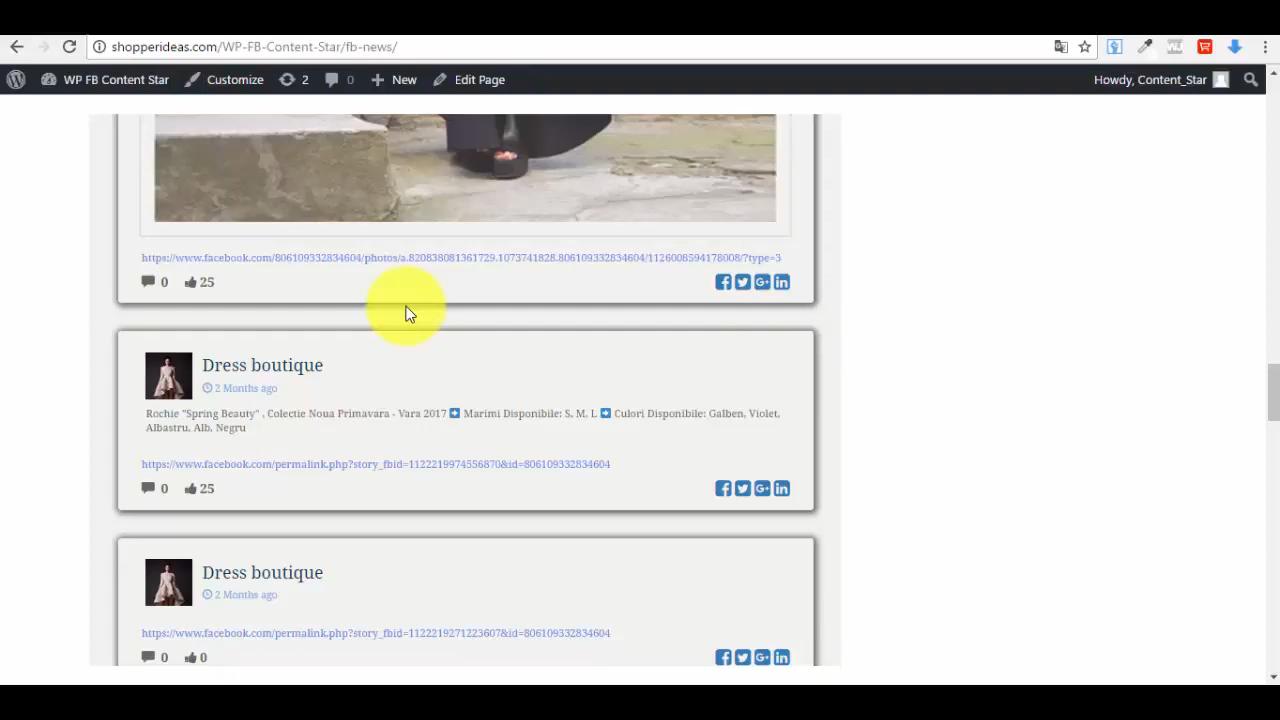 shopperideas.com/WP-FB-Content-Star/fb-news/
WP FB Content Star Customize 2 0 New Edit Page Howdy, Content_Star
https://www.facebook.com/806109332834604/photos/a.820838081361729.1073741828.806109332834604/1126008594178008/?type=3
0 25
Dress boutique
2 Months ago
Rochie "Spring Beauty" , Colectie Noua Primavara - Vara 2017 ➡ Marimi Disponibile: S, M, L ➡ Culori Disponibile: Galben, Violet,
Albastru, Alb, Negru
https://www.facebook.com/permalink.php?story_fbid=1122219974556870&id=806109332834604
0 25
Dress boutique
2 Months ago
https://www.facebook.com/permalink.php?story_fbid=1122219271223607&id=806109332834604
0 0